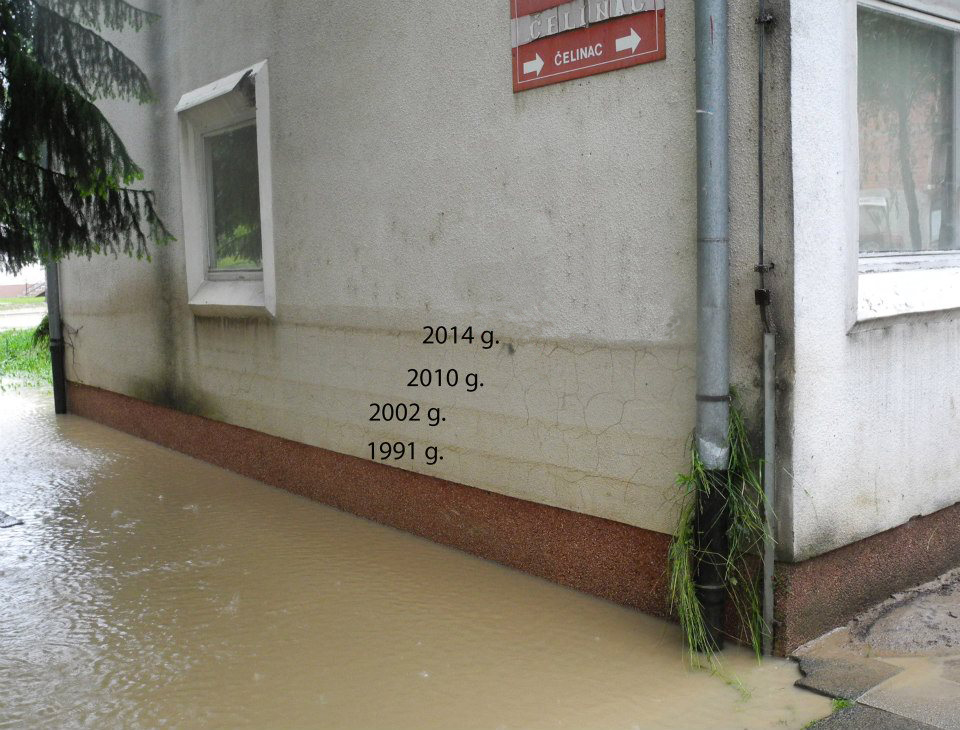 ČELINAC
ČELINAC
2014 g.
2010 g.
2002 g.
1991 g.